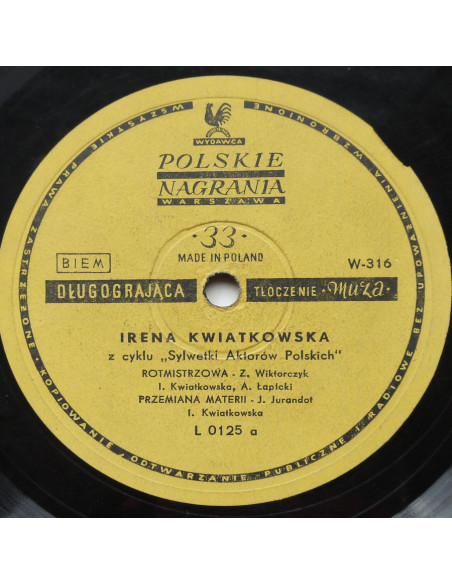 WYDAWCA
POLSKIE
NAGRANIA
WARSZAWA
·33·
MADE IN POLAND
BIEM
W-316
DŁUGOGRAJĄCA
TŁOCZENIE · Muza ·
IRENA KWIATKOWSKA
z cyklu „Sylwetki Aktorów Polskich"
ROTMISTRZOWA - Z. Wiktorczyk
I. Kwiatkowska, A. Łapicki
PRZEMIANA MATERII - J. Jurandot
I. Kwiatkowska
L 0125 a
WSZYSTKIE PRAWA ZASTRZEŻONE · KOPIOWANIE, ODTWARZANIE PUBLICZNE I RADIOWE BEZ UPOWAŻNIENIA WZBRONIONE